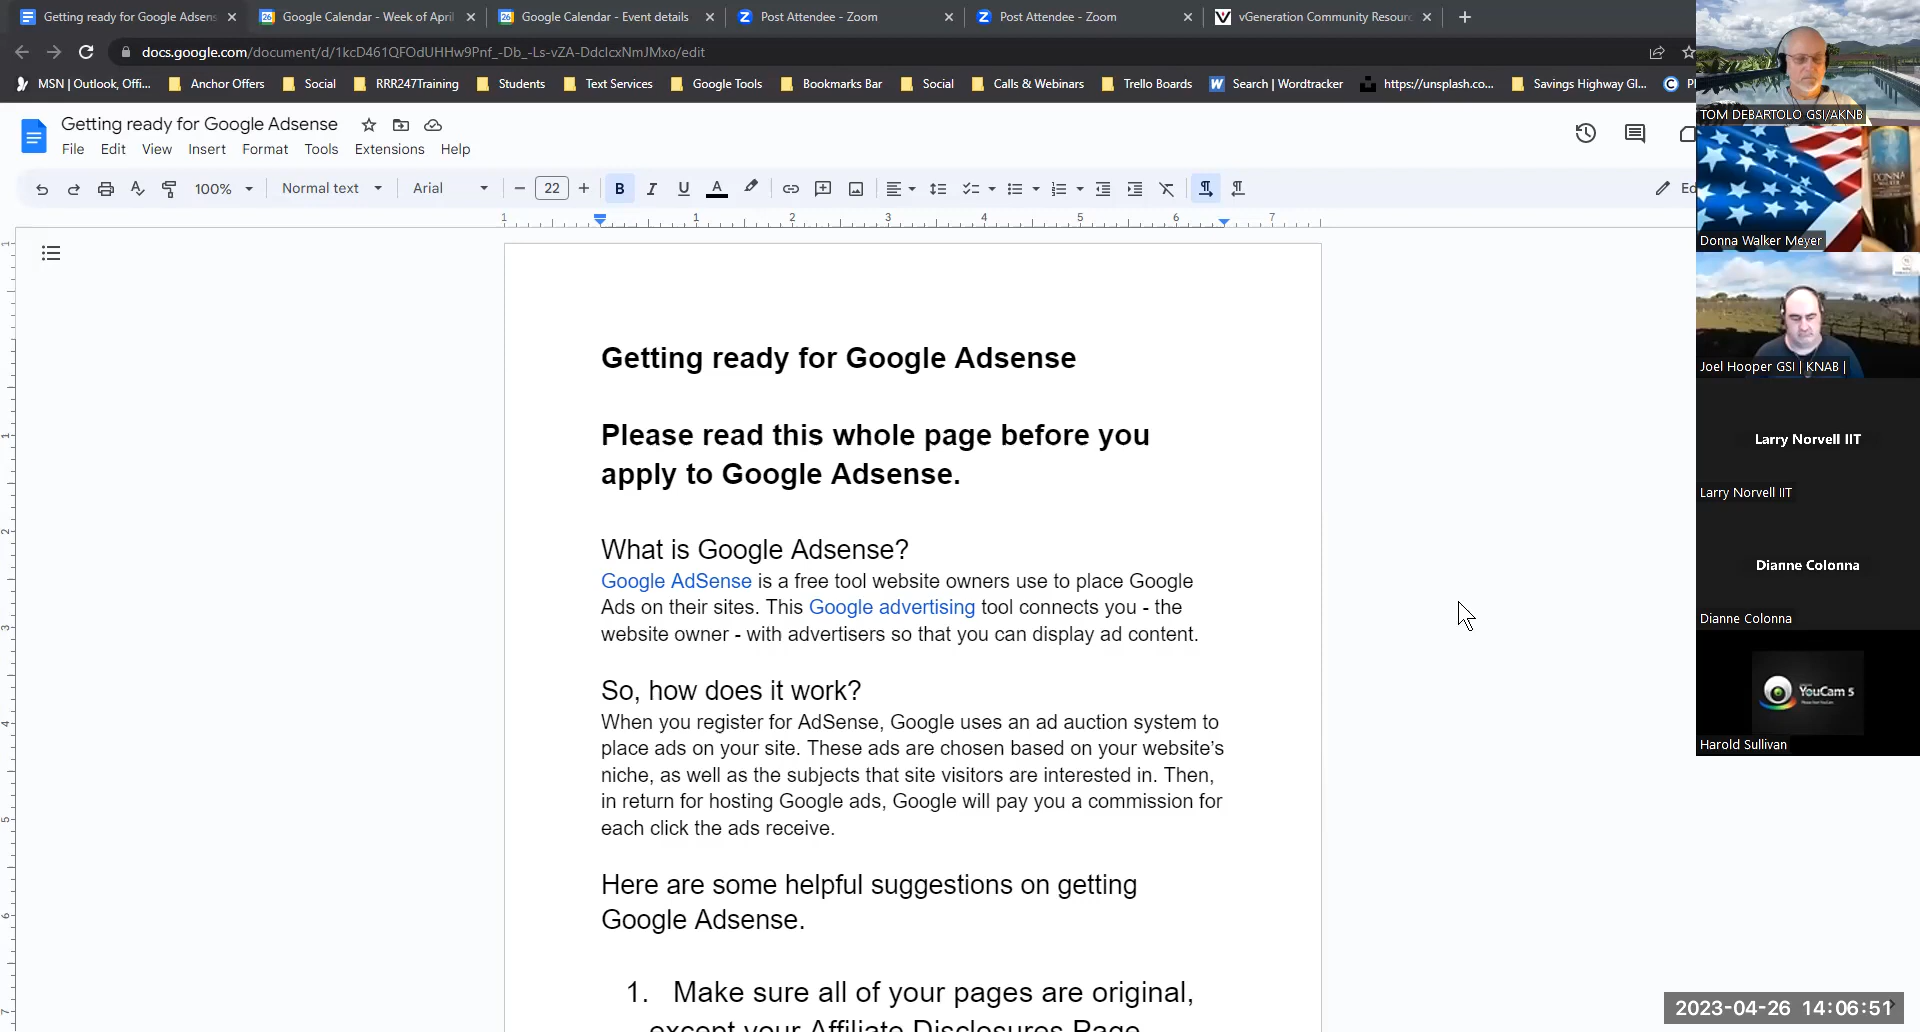 Getting ready for Google Adsens
Google Calendar - Week of April
Google Calendar - Event details
Post Attendee - Zoom
Post Attendee - Zoom
vGeneration Community Resour
docs.google.com/document/d/1kcD461QFOdUHHw9Pnf_-Db_-Ls-vZA-DdclcxNmJMxo/edit
MSN | Outlook, Offi...
Anchor Offers
Social
RRR247Training
Students
Text Services
Google Tools
Bookmarks Bar
Social
Calls & Webinars
Trello Boards
Search | Wordtracker
https://unsplash.co...
Savings Highway Gl...
Getting ready for Google Adsense
File Edit View Insert Format Tools Extensions Help
100% Normal text Arial 22
Getting ready for Google Adsense
Please read this whole page before you
apply to Google Adsense.
What is Google Adsense?
Google AdSense is a free tool website owners use to place Google
Ads on their sites. This Google advertising tool connects you - the
website owner - with advertisers so that you can display ad content.
So, how does it work?
When you register for AdSense, Google uses an ad auction system to
place ads on your site. These ads are chosen based on your website's
niche, as well as the subjects that site visitors are interested in. Then,
in return for hosting Google ads, Google will pay you a commission for
each click the ads receive.
Here are some helpful suggestions on getting
Google Adsense.
1. Make sure all of your pages are original,
except your Affiliate Disclosures Page
TOM DEBARTOLO GSI/AKNB
DONNA
Donna Walker Meyer
Joel Hooper GSI | KNAB |
Larry Norvell IIT
Larry Norvell IIT
Dianne Colonna
Dianne Colonna
YouCam 5
Harold Sullivan
2023-04-26 14:06:51